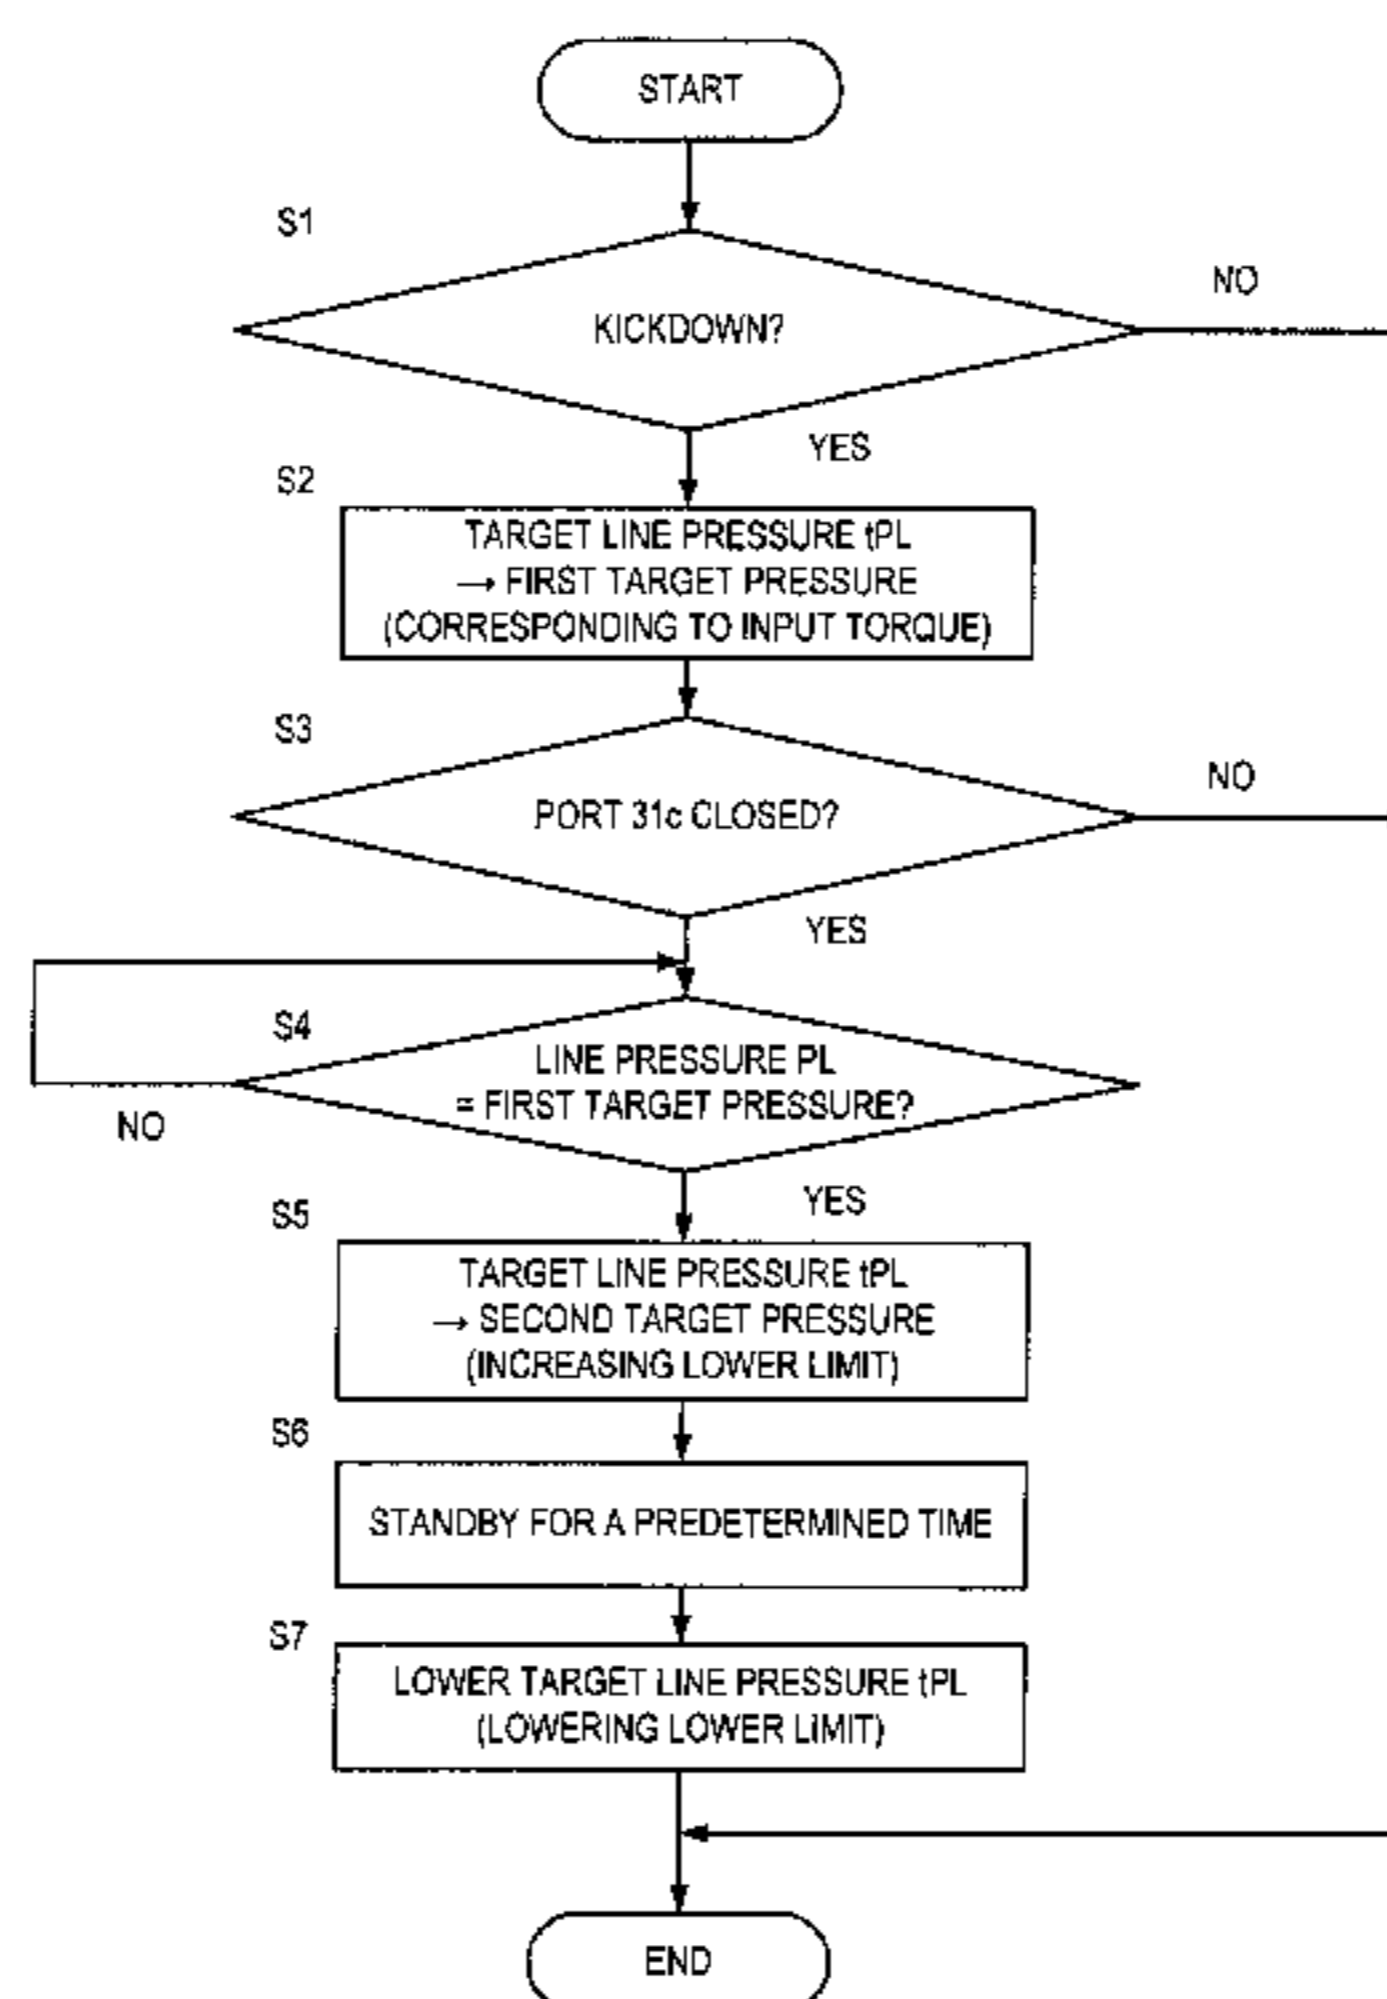 START
S1
KICKDOWN?
NO
YES
S2
TARGET LINE PRESSURE tPL
→ FIRST TARGET PRESSURE
(CORRESPONDING TO INPUT TORQUE)
S3
PORT 31c CLOSED?
NO
YES
S4
LINE PRESSURE PL
= FIRST TARGET PRESSURE?
NO
YES
S5
TARGET LINE PRESSURE tPL
→ SECOND TARGET PRESSURE
(INCREASING LOWER LIMIT)
S6
STANDBY FOR A PREDETERMINED TIME
S7
LOWER TARGET LINE PRESSURE tPL
(LOWERING LOWER LIMIT)
END